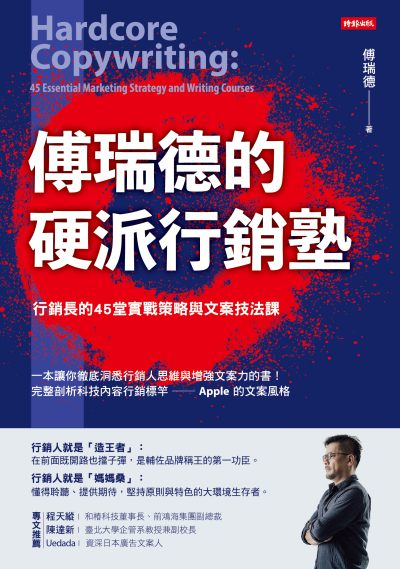 Hardcore
Copywriting:
45 Essential Marketing Strategy and Writing Courses
時報出版
傅瑞德
著
傅瑞德的
硬派行銷塾
行銷長的45堂實戰策略與文案技法課
一本讓你徹底洞悉行銷人思維與增強文案力的書！
完整剖析科技內容行銷標竿 —— Apple 的文案風格
行銷人就是「造王者」：
在前面既開路也擋子彈，是輔佐品牌稱王的第一功臣。
行銷人就是「媽媽桑」：
懂得聆聽、提供期待，堅持原則與特色的大環境生存者。
專文推薦
程天縱｜和椿科技董事長、前鴻海集團副總裁
陳達新｜臺北大學企管系教授兼副校長
Uedada｜資深日本廣告文案人